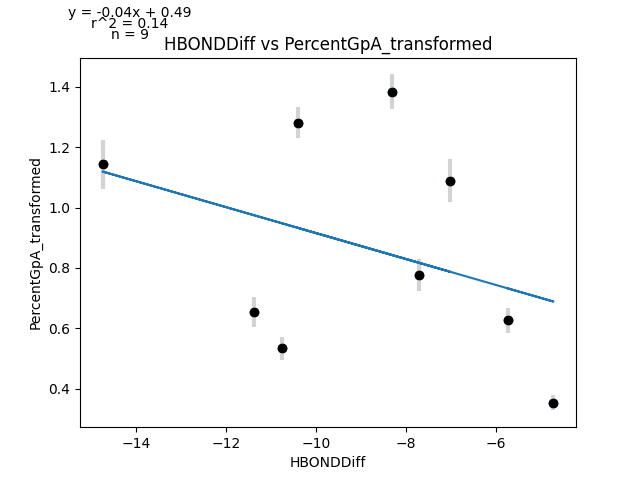 y = -0.04x + 0.49
r^2 = 0.14
n = 9
HBONDDiff vs PercentGpA_transformed
PercentGpA_transformed
1.4
1.2
1.0
0.8
0.6
0.4
−14
−12
−10
−8
−6
HBONDDiff